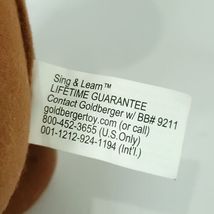 Sing & Learn™
LIFETIME GUARANTEE
Contact Goldberger w/ BB# 9211
goldbergertoy.com (or call)
800-452-3655 (U.S.Only)
001-1212-924-1194 (Int'l.)